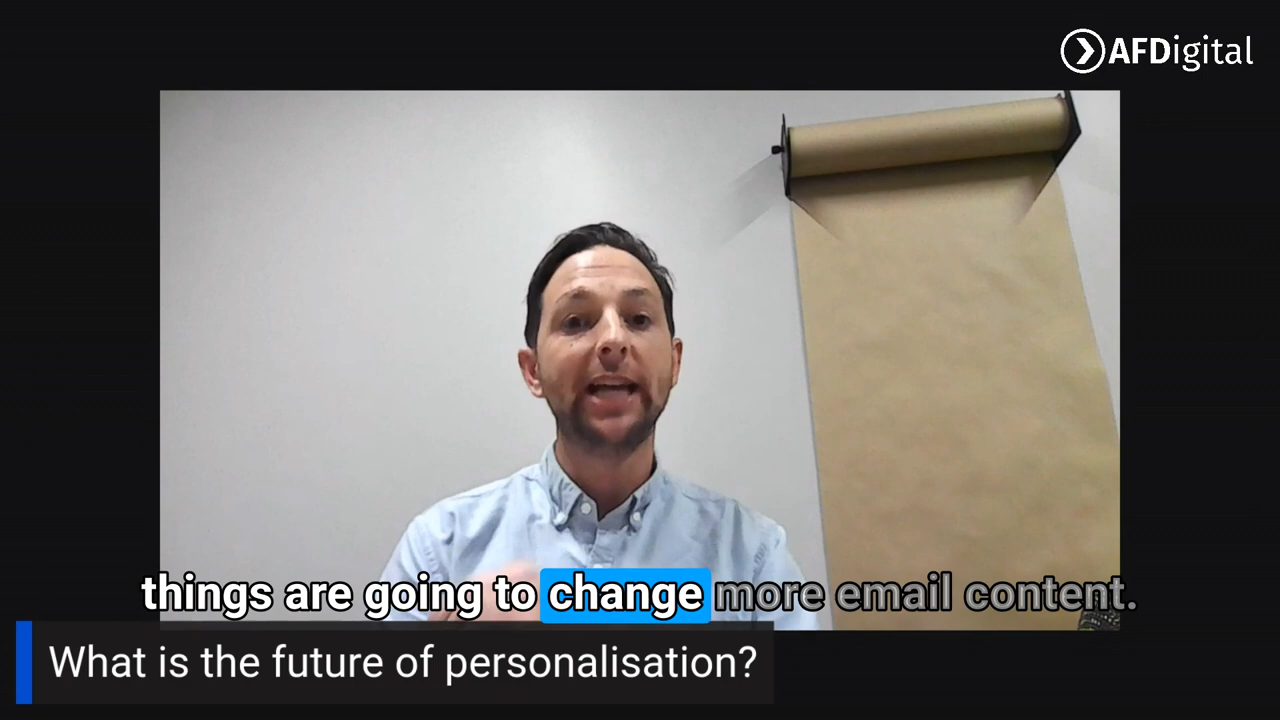 AFDigital
things are going to change more email content.
What is the future of personalisation?